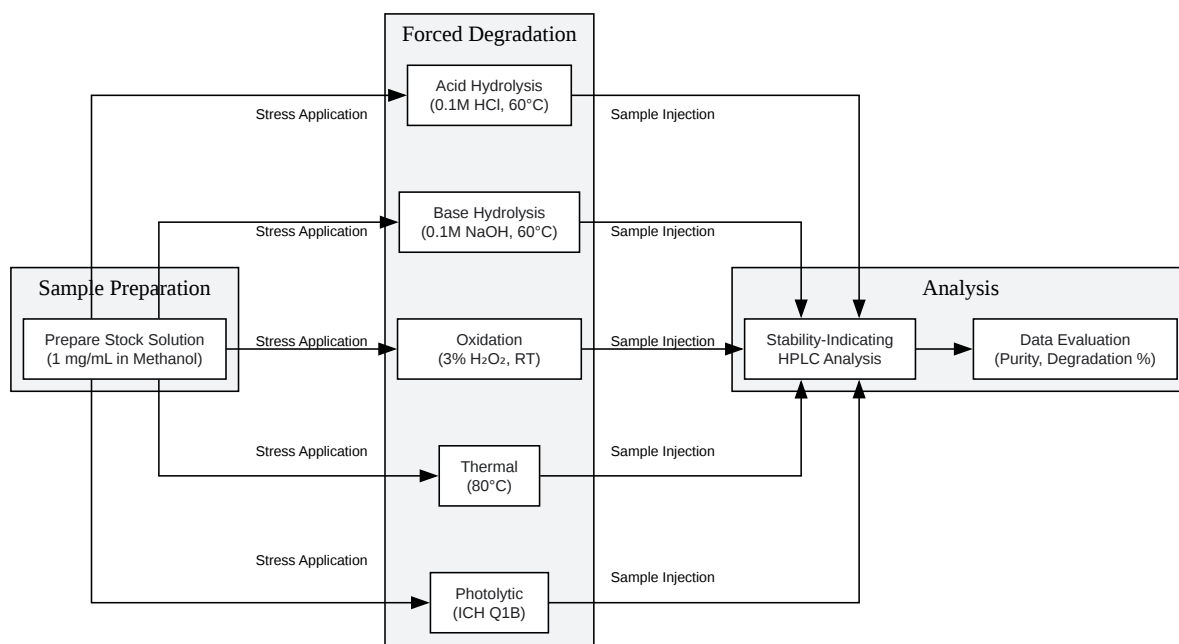 Forced Degradation
Acid Hydrolysis
(0.1M HCl, 60°C)
Stress Application
Sample Injection
Base Hydrolysis
(0.1M NaOH, 60°C)
Stress Application
Sample Injection
Sample Preparation
Analysis
Prepare Stock Solution
(1 mg/mL in Methanol)
Stress Application
Oxidation
(3% H₂O₂, RT)
Sample Injection
Stability-Indicating
HPLC Analysis
Data Evaluation
(Purity, Degradation %)
Stress Application
Thermal
(80°C)
Sample Injection
Stress Application
Photolytic
(ICH Q1B)
Sample Injection